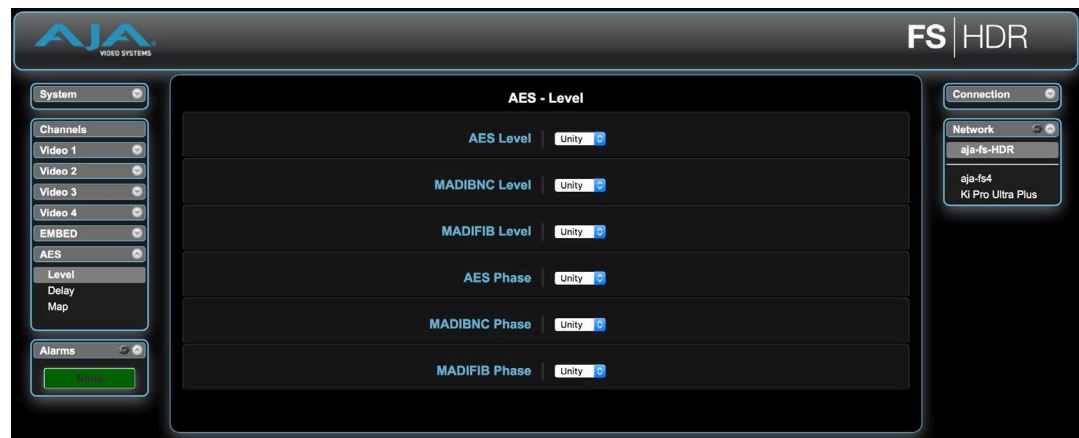 AJA
VIDEO SYSTEMS
FS HDR
System
Channels
Video 1
Video 2
Video 3
Video 4
EMBED
AES
Level
Delay
Map
Alarms
None
AES - Level
AES Level Unity
MADIBNC Level Unity
MADIFIB Level Unity
AES Phase Unity
MADIBNC Phase Unity
MADIFIB Phase Unity
Connection
Network
aja-fs-HDR
aja-fs4
Ki Pro Ultra Plus